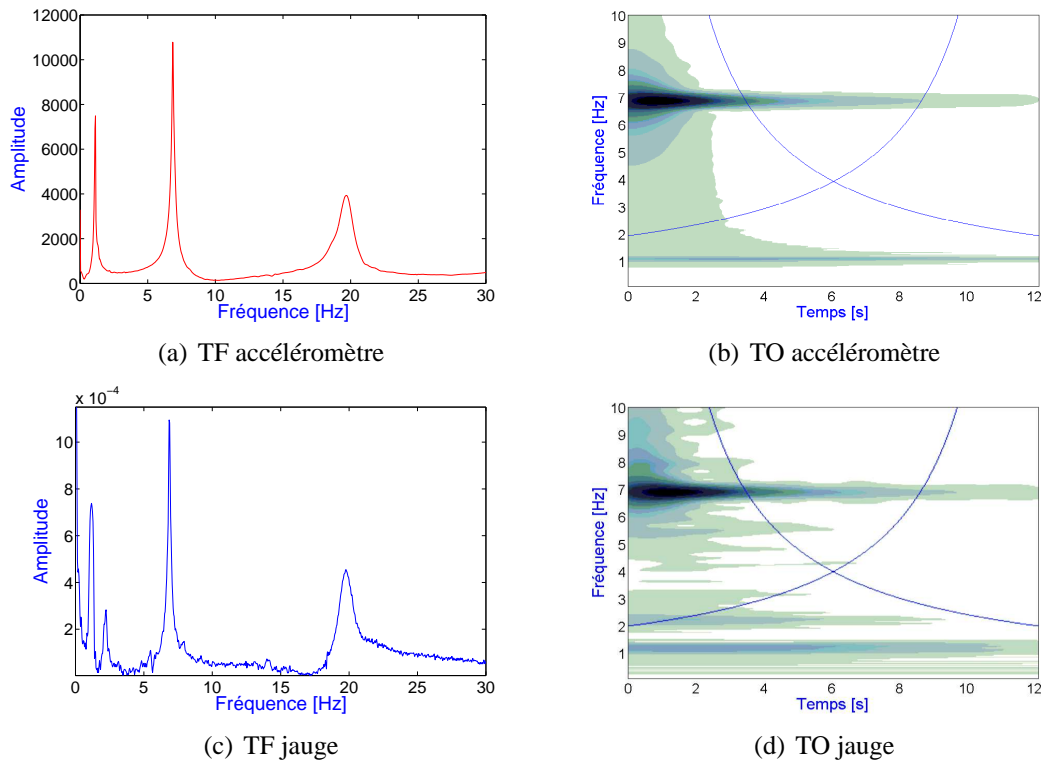 12000
10000
8000
6000
4000
2000
0
Amplitude
0 5 10 15 20 25 30
Fréquence [Hz]
(a) TF accéléromètre
10
9
8
7
6
5
4
3
2
1
Fréquence [Hz]
0 2 4 6 8 10 12
Temps [s]
(b) TO accéléromètre
x 10⁻⁴
10
8
6
4
2
Amplitude
0 5 10 15 20 25 30
Fréquence [Hz]
(c) TF jauge
10
9
8
7
6
5
4
3
2
1
Fréquence [Hz]
0 2 4 6 8 10 12
Temps [s]
(d) TO jauge